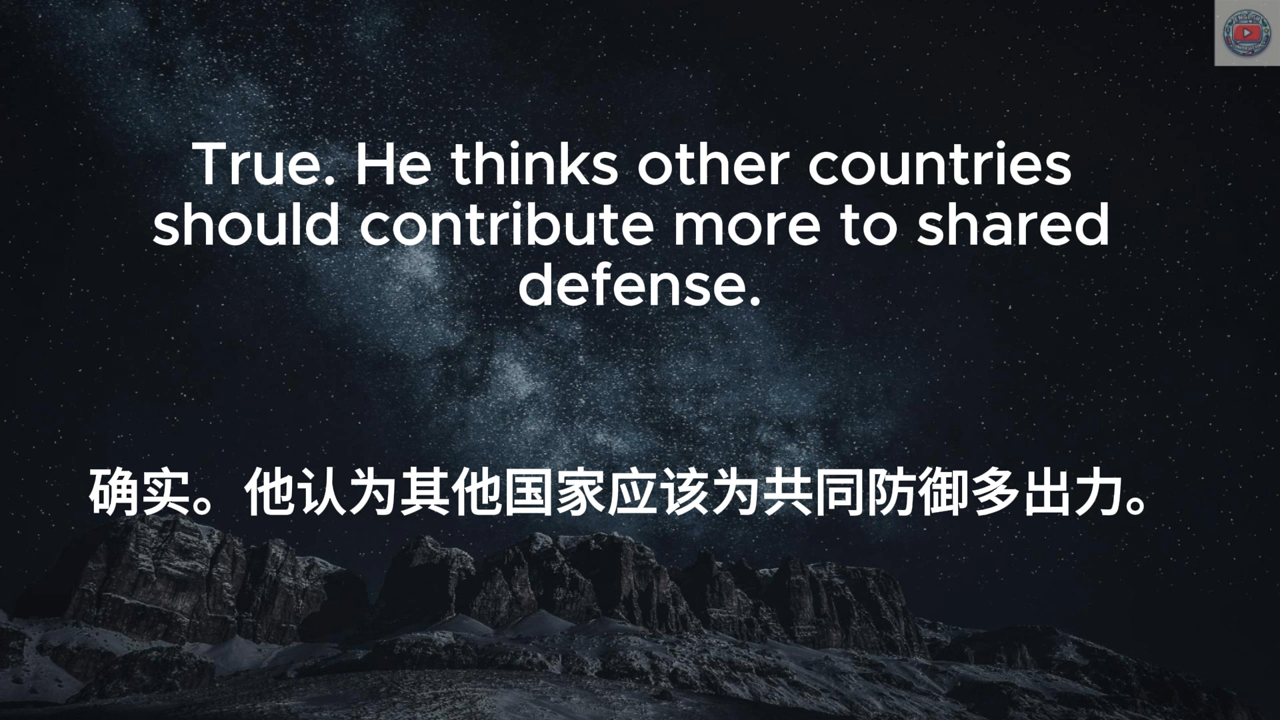 True. He thinks other countries
should contribute more to shared
defense.
确实。他认为其他国家应该为共同防御多出力。